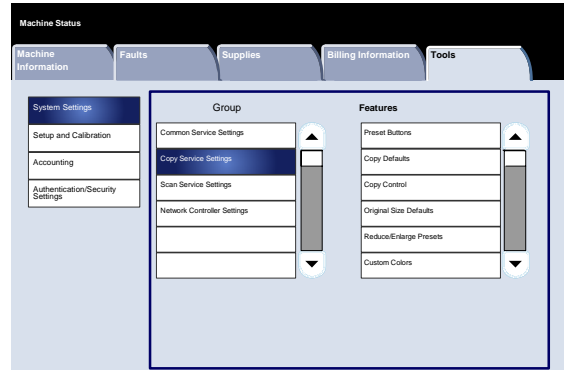 Machine Status
Machine
Information
Faults
Supplies
Billing Information
Tools
System Settings
Setup and Calibration
Accounting
Authentication/Security
Settings
Group
Common Service Settings
Copy Service Settings
Scan Service Settings
Network Controller Settings
Features
Preset Buttons
Copy Defaults
Copy Control
Original Size Defaults
Reduce/Enlarge Presets
Custom Colors